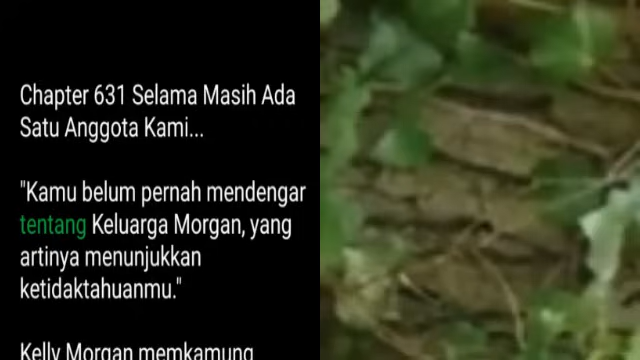 Chapter 631 Selama Masih Ada
Satu Anggota Kami...
"Kamu belum pernah mendengar
tentang Keluarga Morgan, yang
artinya menunjukkan
ketidaktahuanmu."
Kelly Morgan memkamung